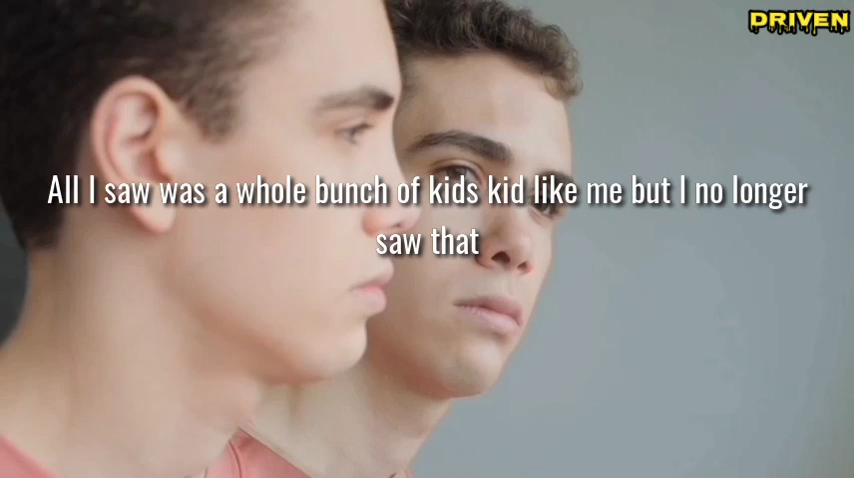 DRIVEN
All I saw was a whole bunch of kids kid like me but I no longer
saw that